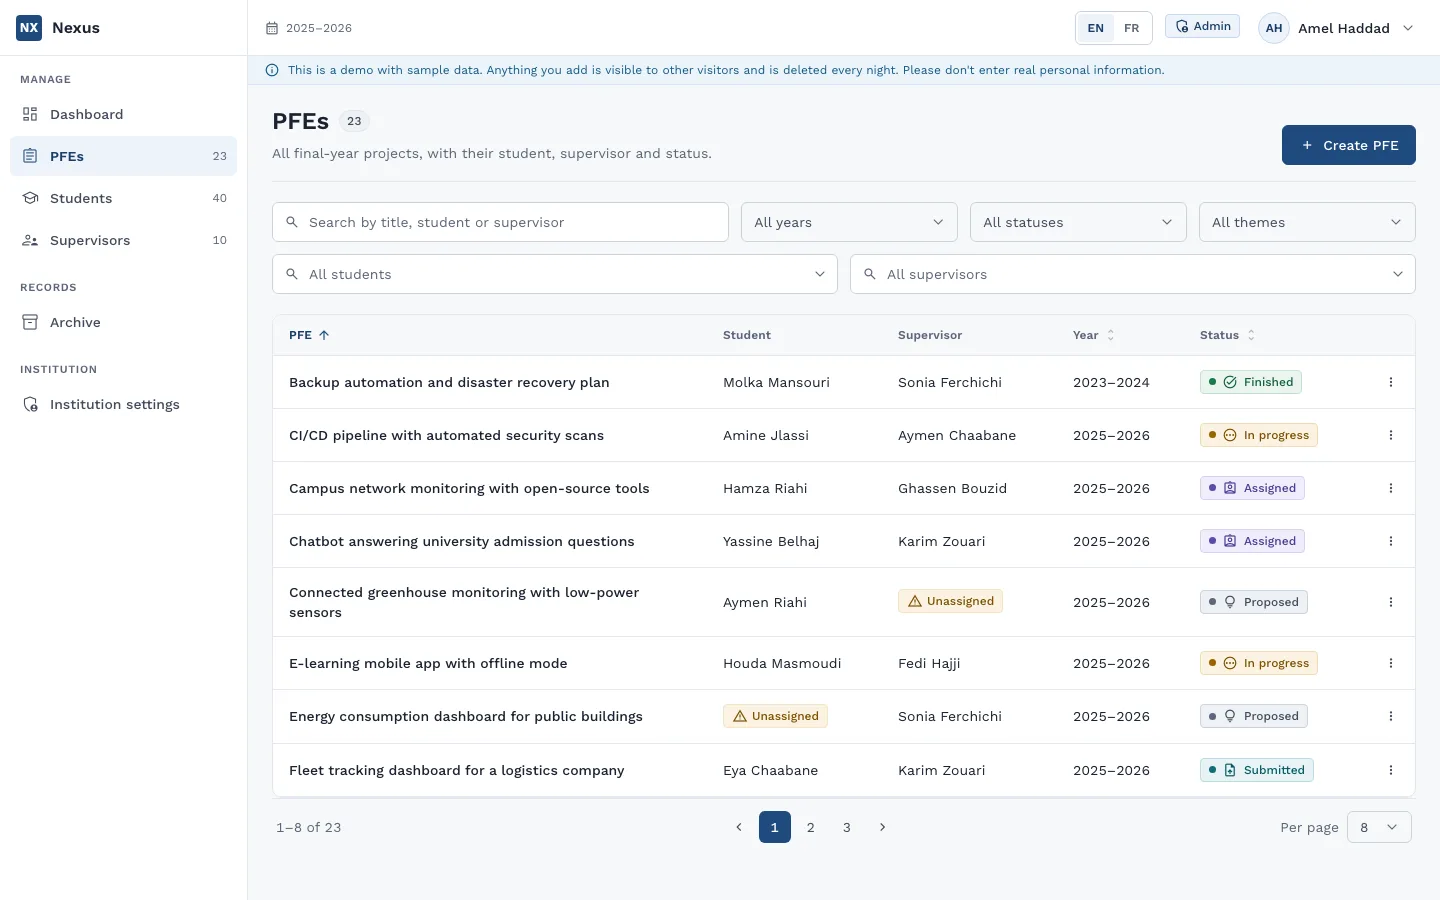 NX Nexus
2025–2026
EN FR
Admin
AH Amel Haddad
This is a demo with sample data. Anything you add is visible to other visitors and is deleted every night. Please don't enter real personal information.
MANAGE
Dashboard
PFEs 23
Students 40
Supervisors 10
RECORDS
Archive
INSTITUTION
Institution settings
PFEs 23
All final-year projects, with their student, supervisor and status.
+ Create PFE
Search by title, student or supervisor
All years
All statuses
All themes
All students
All supervisors
PFE Student Supervisor Year Status
Backup automation and disaster recovery plan Molka Mansouri Sonia Ferchichi 2023–2024 Finished
CI/CD pipeline with automated security scans Amine Jlassi Aymen Chaabane 2025–2026 In progress
Campus network monitoring with open-source tools Hamza Riahi Ghassen Bouzid 2025–2026 Assigned
Chatbot answering university admission questions Yassine Belhaj Karim Zouari 2025–2026 Assigned
Connected greenhouse monitoring with low-power
sensors Aymen Riahi Unassigned 2025–2026 Proposed
E-learning mobile app with offline mode Houda Masmoudi Fedi Hajji 2025–2026 In progress
Energy consumption dashboard for public buildings Unassigned Sonia Ferchichi 2025–2026 Proposed
Fleet tracking dashboard for a logistics company Eya Chaabane Karim Zouari 2025–2026 Submitted
1–8 of 23
1 2 3
Per page 8